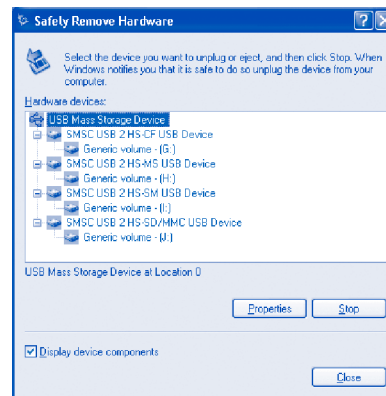 Safely Remove Hardware
Select the device you want to unplug or eject, and then click Stop. When
Windows notifies you that it is safe to do so unplug the device from your
computer.
Hardware devices:
USB Mass Storage Device
SMSC USB 2 HS-CF USB Device
Generic volume - (G:)
SMSC USB 2 HS-MS USB Device
Generic volume - (H:)
SMSC USB 2 HS-SM USB Device
Generic volume - (I:)
SMSC USB 2 HS-SD/MMC USB Device
Generic volume - (J:)
USB Mass Storage Device at Location 0
Properties
Stop
Display device components
Close